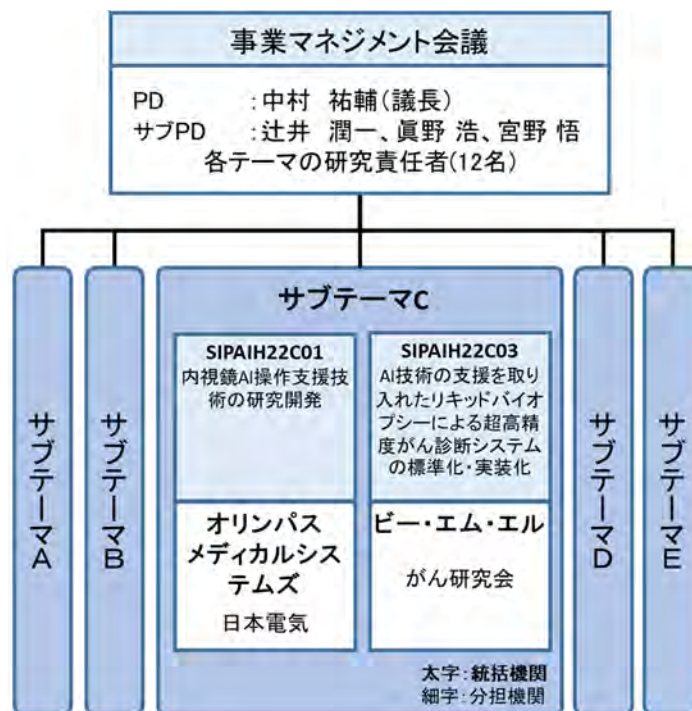 事業マネジメント会議
PD :中村 祐輔(議長)
サブPD :辻井 潤一、眞野 浩、宮野 悟
各テーマの研究責任者(12名)
サブテーマA
サブテーマB
サブテーマC
SIPAIH22C01
内視鏡AI操作支援技
術の研究開発
オリンパス
メディカルシス
テムズ
日本電気
SIPAIH22C03
AI技術の支援を取り
入れたリキッドバイオ
プシーによる超高精
度がん診断システム
の標準化・実装化
ビー・エム・エル
がん研究会
太字:統括機関
細字:分担機関
サブテーマD
サブテーマE